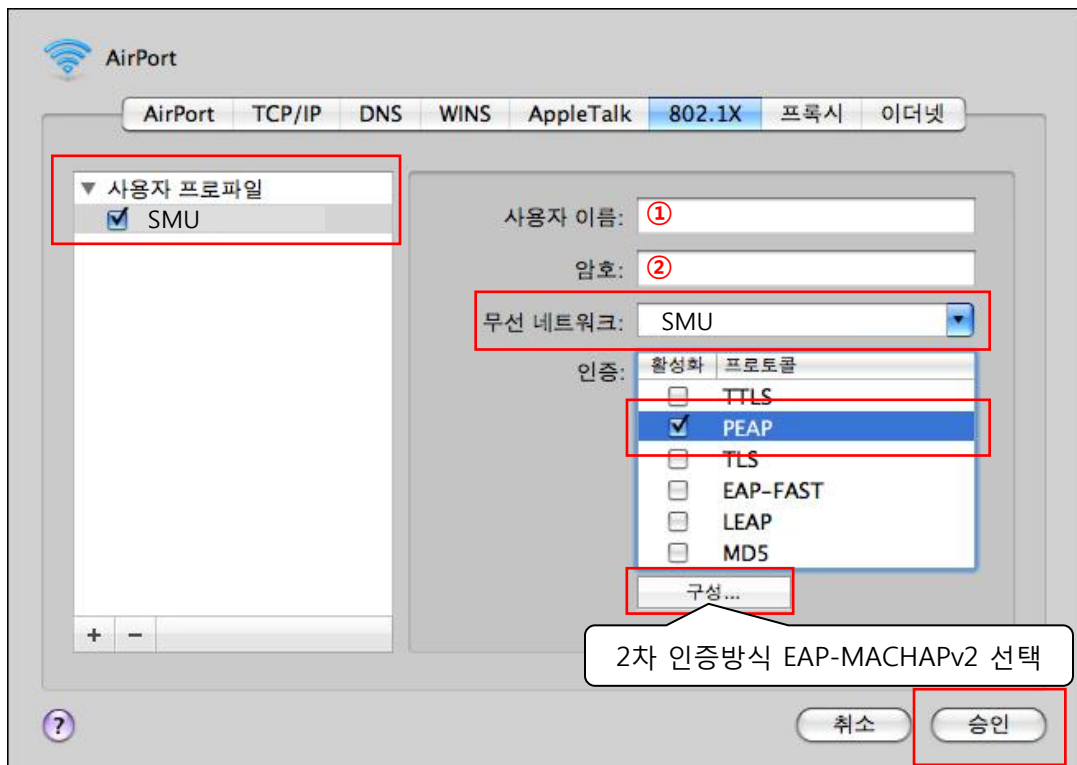 AirPort
AirPort TCP/IP DNS WINS AppleTalk 802.1X 프록시 이더넷
▼ 사용자 프로파일
SMU
사용자 이름: ①
암호: ②
무선 네트워크: SMU
인증:
활성화 프로토콜
TTLS
PEAP
TLS
EAP-FAST
LEAP
MD5
구성...
+ −
2차 인증방식 EAP-MACHAPv2 선택
? 취소 승인